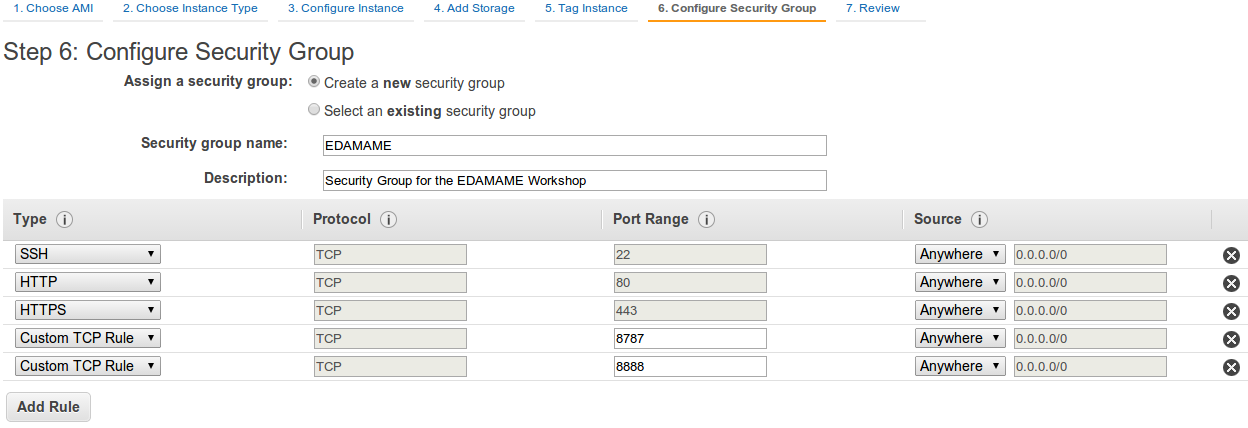 1. Choose AMI 2. Choose Instance Type 3. Configure Instance 4. Add Storage 5. Tag Instance 6. Configure Security Group 7. Review
Step 6: Configure Security Group
Assign a security group: Create a new security group
Select an existing security group
Security group name: EDAMAME
Description: Security Group for the EDAMAME Workshop
Type i Protocol i Port Range i Source i
SSH TCP 22 Anywhere 0.0.0.0/0
HTTP TCP 80 Anywhere 0.0.0.0/0
HTTPS TCP 443 Anywhere 0.0.0.0/0
Custom TCP Rule TCP 8787 Anywhere 0.0.0.0/0
Custom TCP Rule TCP 8888 Anywhere 0.0.0.0/0
Add Rule